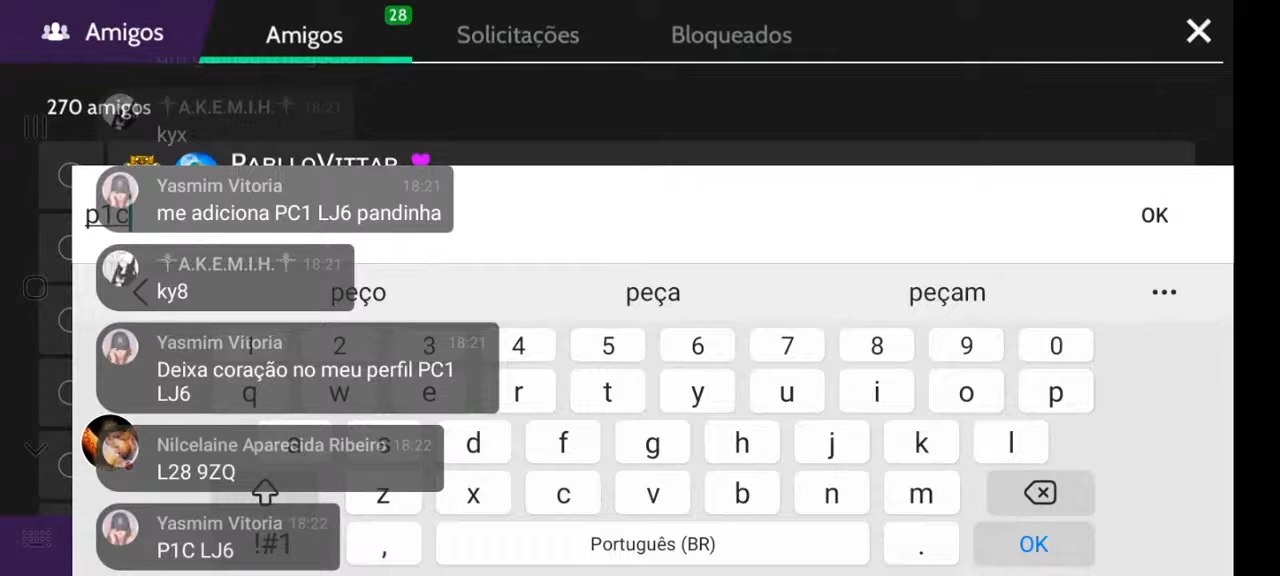 Amigos
Amigos
28
Solicitações
Bloqueados
270 amigos
A.K.E.M.I.H. 18:21
kyx
PablloVittar
Yasmim Vitoria 18:21
me adiciona PC1 LJ6 pandinha
p1c
OK
A.K.E.M.I.H. 18:21
ky8
peço
peça
peçam
Yasmim Vitoria 18:21
Deixa coração no meu perfil PC1
LJ6
1 2 3 4 5 6 7 8 9 0
q w e r t y u i o p
Nilcelaine Aparecida Ribeiro 18:22
L28 9ZQ
a s d f g h j k l
z x c v b n m
Yasmim Vitoria 18:22
P1C LJ6
!#1
,
Português (BR)
.
OK